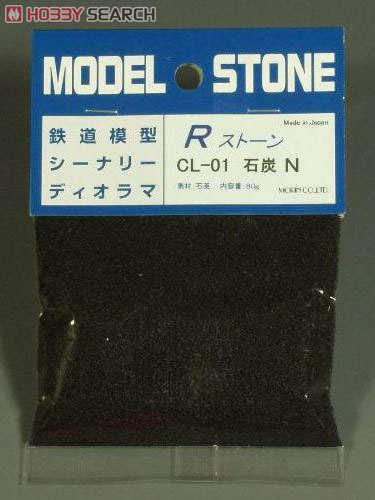 HOBBY SEARCH
MODEL STONE
鉄道模型
シーナリー
ディオラマ
Made in Japan
R ストーン
CL-01 石炭 N
素材:石英 内容量:80g
MORIN CO.,LTD.